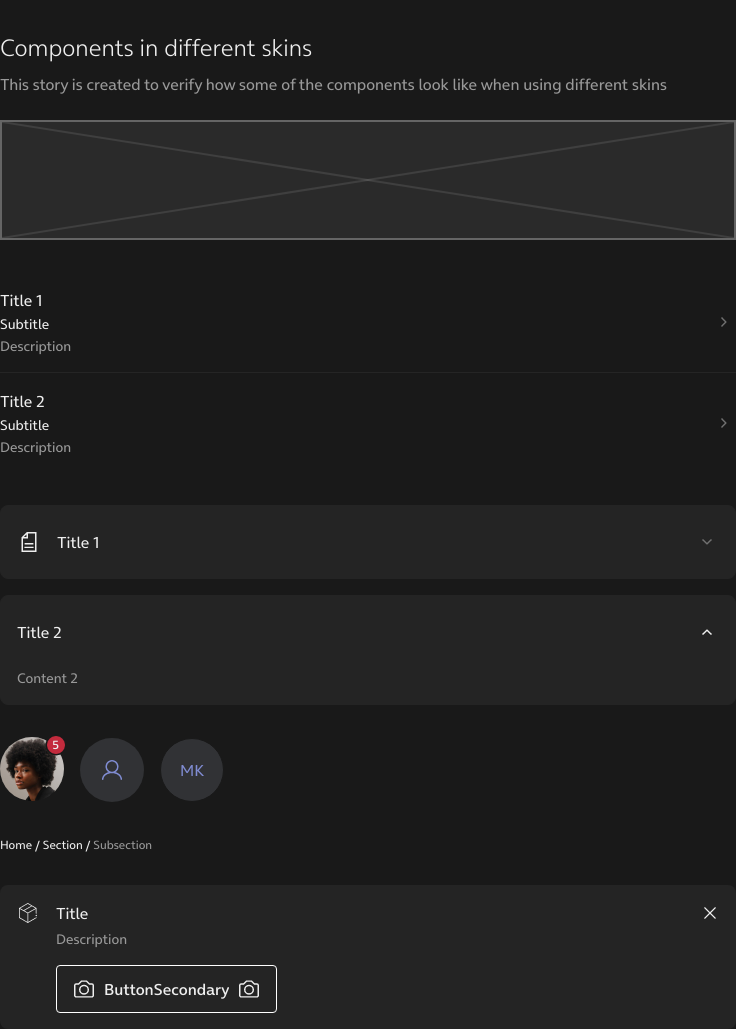 Components in different skins
This story is created to verify how some of the components look like when using different skins
Title 1
Subtitle
Description
Title 2
Subtitle
Description
Title 1
Title 2
Content 2
5
MK
Home / Section / Subsection
Title
Description
ButtonSecondary